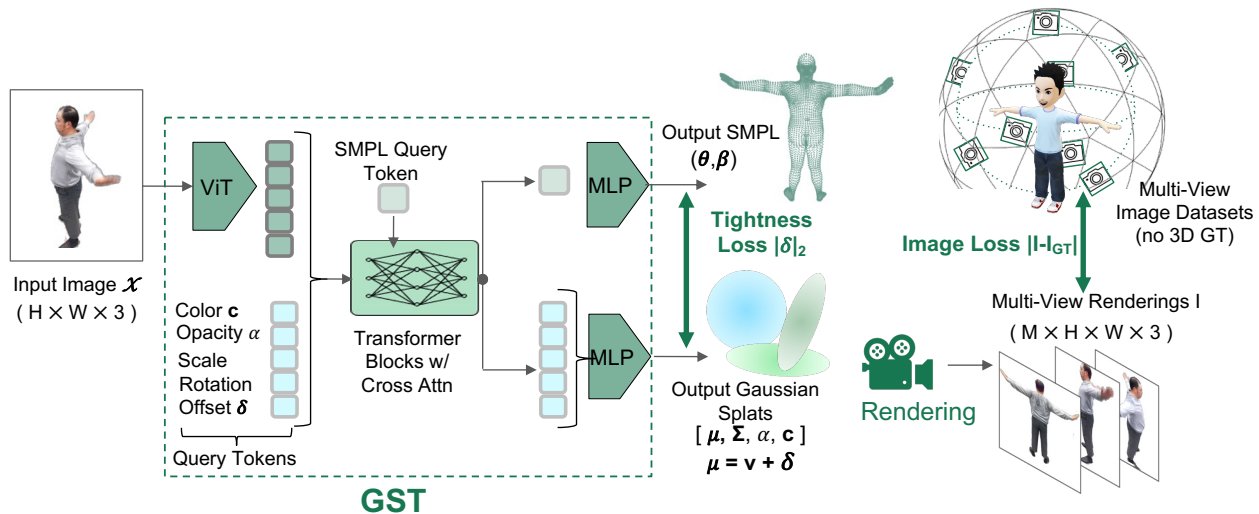 Input Image 𝒙
( H × W × 3 )
ViT
Color c
Opacity α
Scale
Rotation
Offset δ
Query Tokens
SMPL Query
Token
Transformer
Blocks w/
Cross Attn
MLP
MLP
GST
Output SMPL
(θ,β)
Tightness
Loss |δ|₂
Output Gaussian
Splats
[ μ, Σ, α, c ]
μ = v + δ
Rendering
Multi-View
Image Datasets
(no 3D GT)
Image Loss |I-I_GT|
Multi-View Renderings I
( M × H × W × 3 )